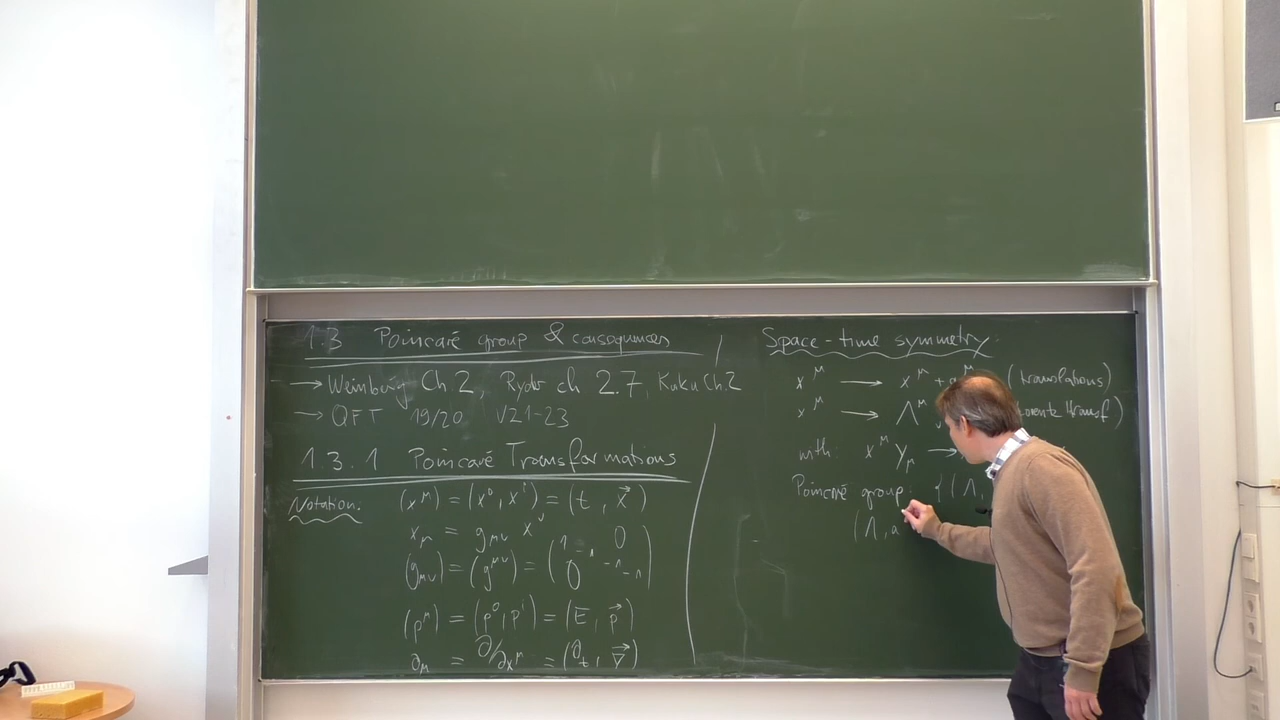 1.3 Poincaré group & consequences
→ Weinberg Ch.2, Ryder ch 2.7, Kaku Ch.2
→ QFT 19/20 V21-23
1.3.1 Poincaré Transformations
Notation: (x^μ) = (x^0, x^i) = (t, x⃗)
x_μ = g_μν x^ν
(g_μν) = (g^μν) = (1 -1 -1 -1 0 0)
(p^μ) = (p^0, p^i) = (E, p⃗)
∂_μ = ∂/∂x^μ = (∂_t, ∇⃗)
Space-time symmetry:
x^μ → x^μ + a^μ (translations)
x^μ → Λ^μ
with: x^μ y_μ →
Poincaré group {(Λ,
(Λ, a